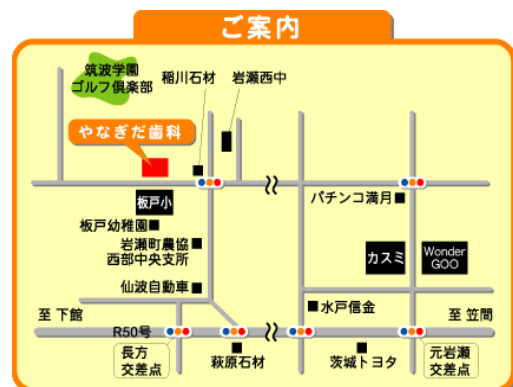 ご案内
筑波学園
ゴルフ倶楽部
稲川石材
岩瀬西中
やなぎだ歯科
板戸小
パチンコ満月
板戸幼稚園
岩瀬町農協
西部中央支所
カスミ
Wonder
GOO
仙波自動車
水戸信金
至 下館
至 笠間
R50号
長方
交差点
萩原石材
茨城トヨタ
元岩瀬
交差点